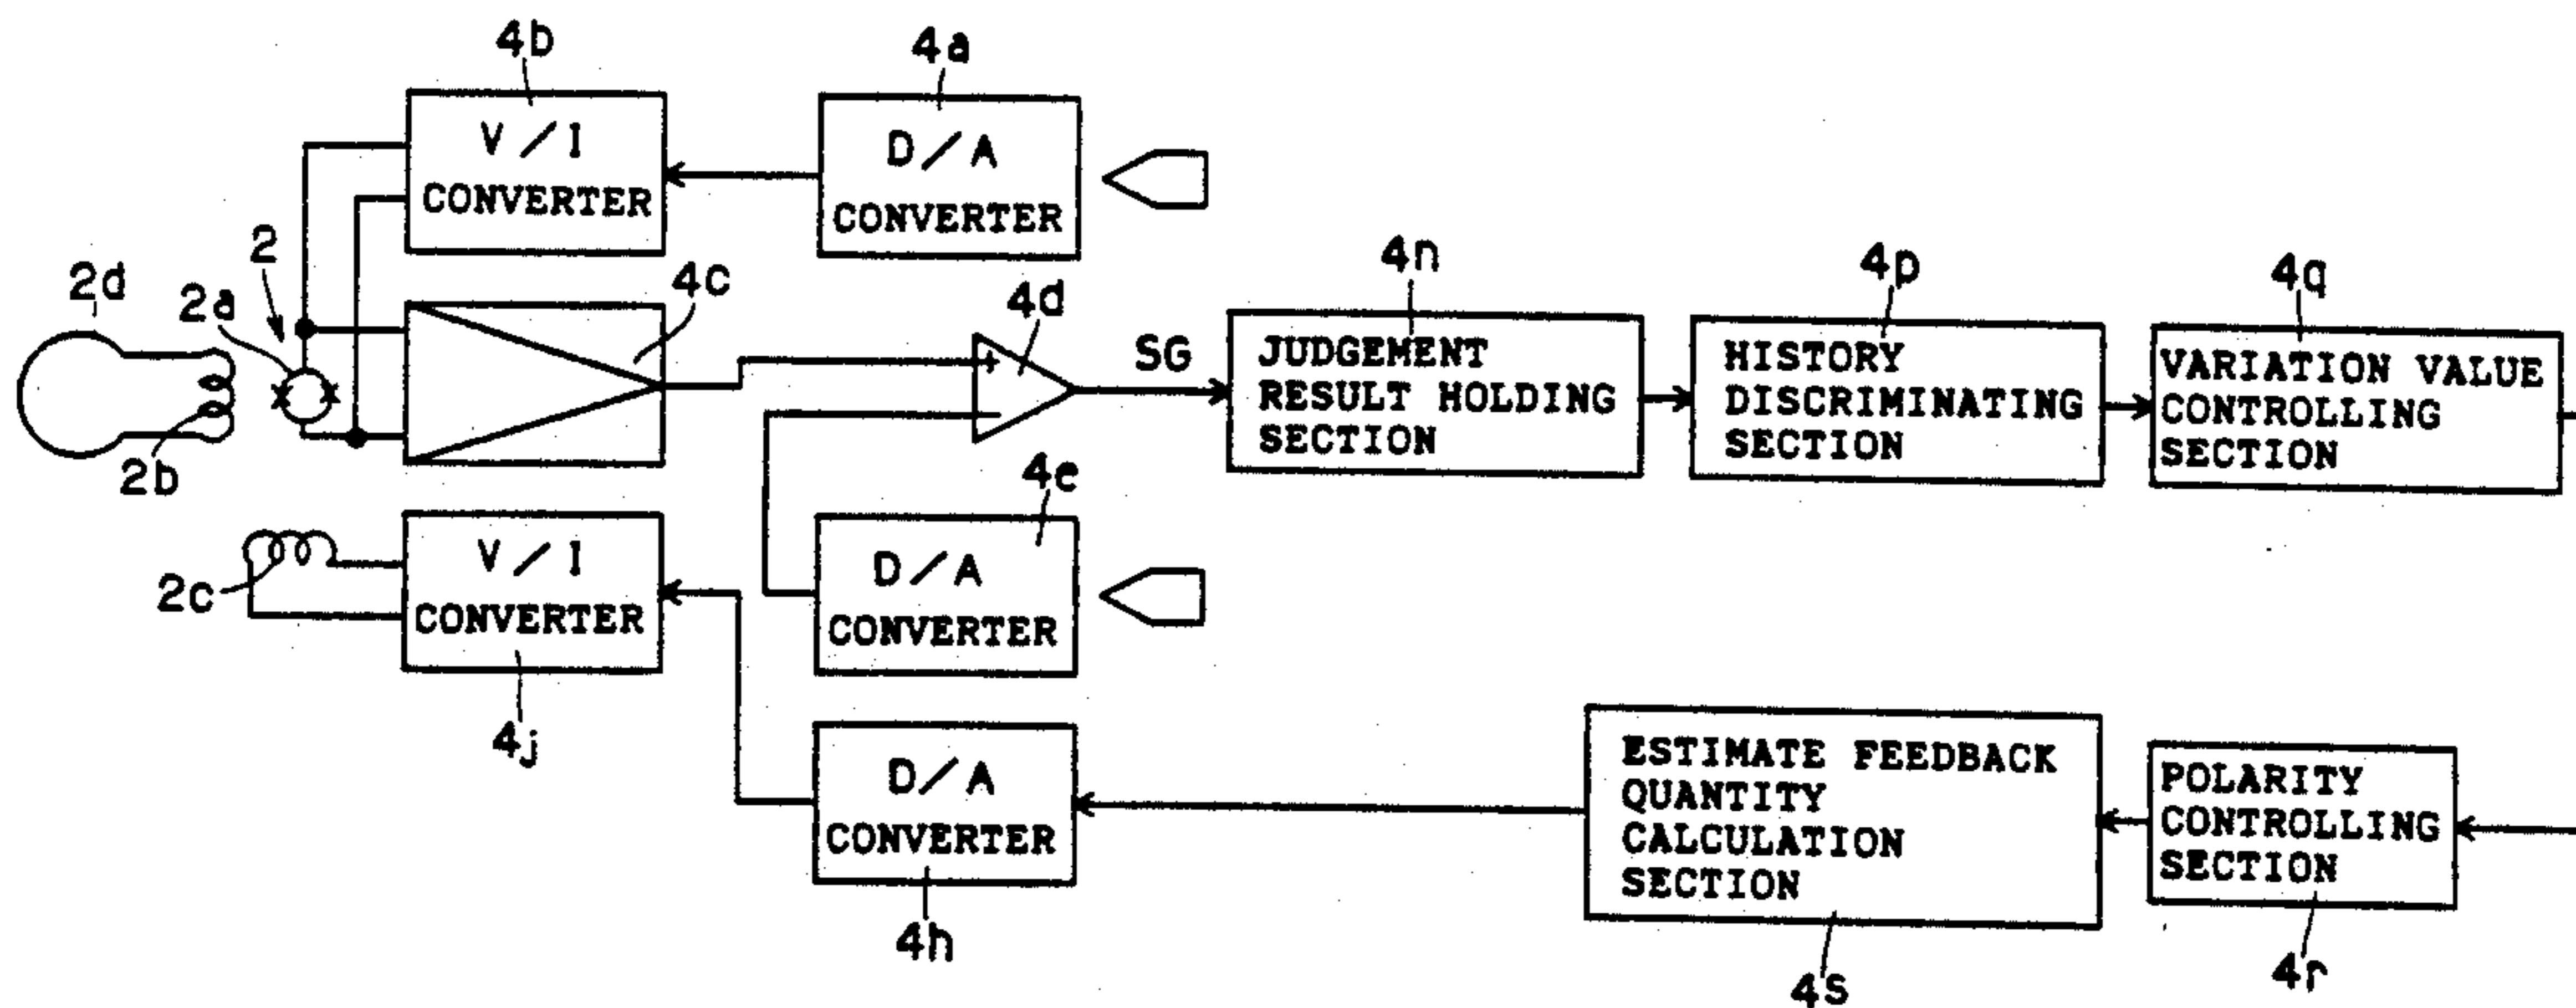 4b
4a
V/I
CONVERTER
D/A
CONVERTER
2
2d
2a
4c
4d
4n
4p
4q
SG
JUDGEMENT
RESULT HOLDING
SECTION
HISTORY
DISCRIMINATING
SECTION
VARIATION VALUE
CONTROLLING
SECTION
+
−
2b
4e
V/I
CONVERTER
2c
D/A
CONVERTER
4j
D/A
CONVERTER
4h
ESTIMATE FEEDBACK
QUANTITY
CALCULATION
SECTION
4s
POLARITY
CONTROLLING
SECTION
4r